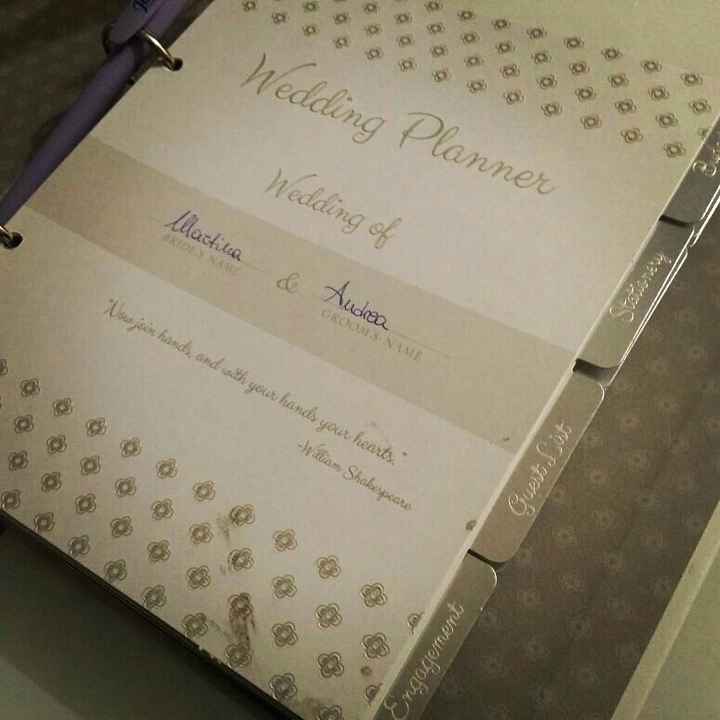 Wedding Planner
Wedding of
Martina & Andrea
BRIDE'S NAME GROOM'S NAME
"Now join hands, and with your hands your hearts."
-William Shakespeare
Stationery
Guest List
Engagement